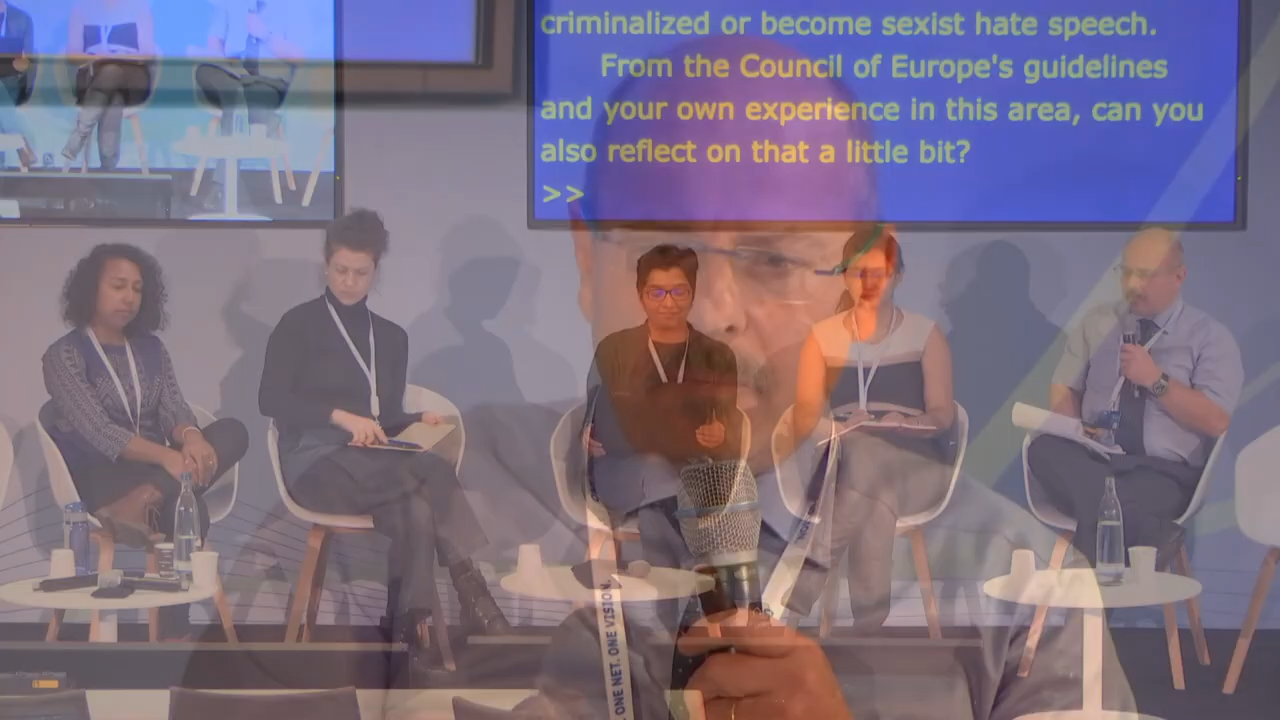 criminalized or become sexist hate speech.
From the Council of Europe's guidelines
and your own experience in this area, can you
also reflect on that a little bit?
>>
. ONE NET. ONE VISION.